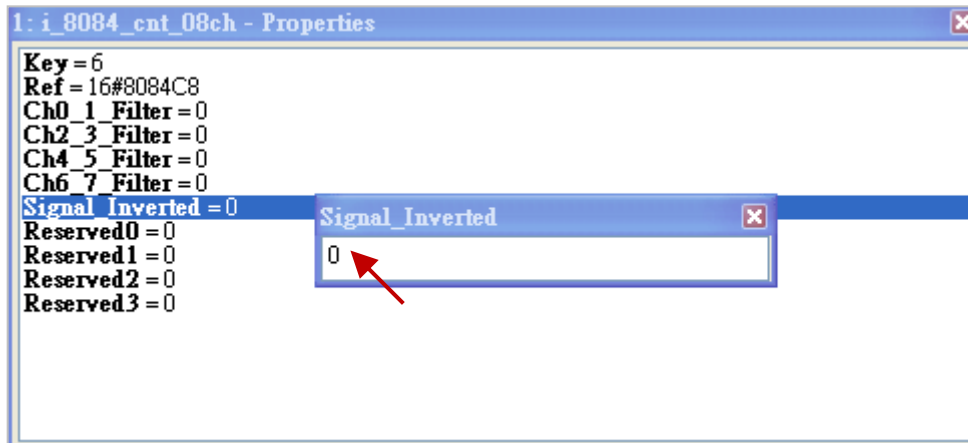 1: i_8084_cnt_08ch - Properties
Key = 6
Ref = 16#8084C8
Ch0_1_Filter = 0
Ch2_3_Filter = 0
Ch4_5_Filter = 0
Ch6_7_Filter = 0
Signal_Inverted = 0
Reserved0 = 0
Reserved1 = 0
Reserved2 = 0
Reserved3 = 0
Signal_Inverted
0